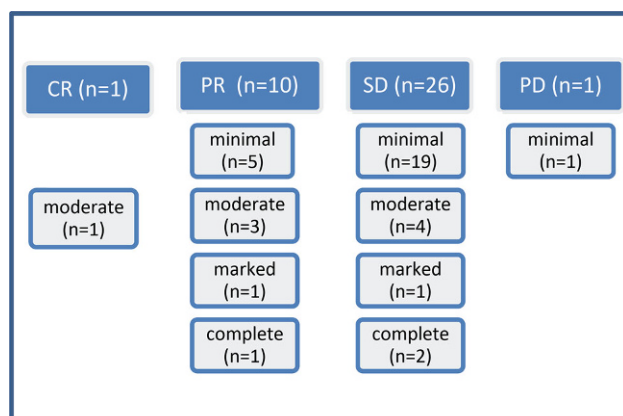 CR (n=1)
PR (n=10)
SD (n=26)
PD (n=1)
minimal
(n=5)
minimal
(n=19)
minimal
(n=1)
moderate
(n=1)
moderate
(n=3)
moderate
(n=4)
marked
(n=1)
marked
(n=1)
complete
(n=1)
complete
(n=2)